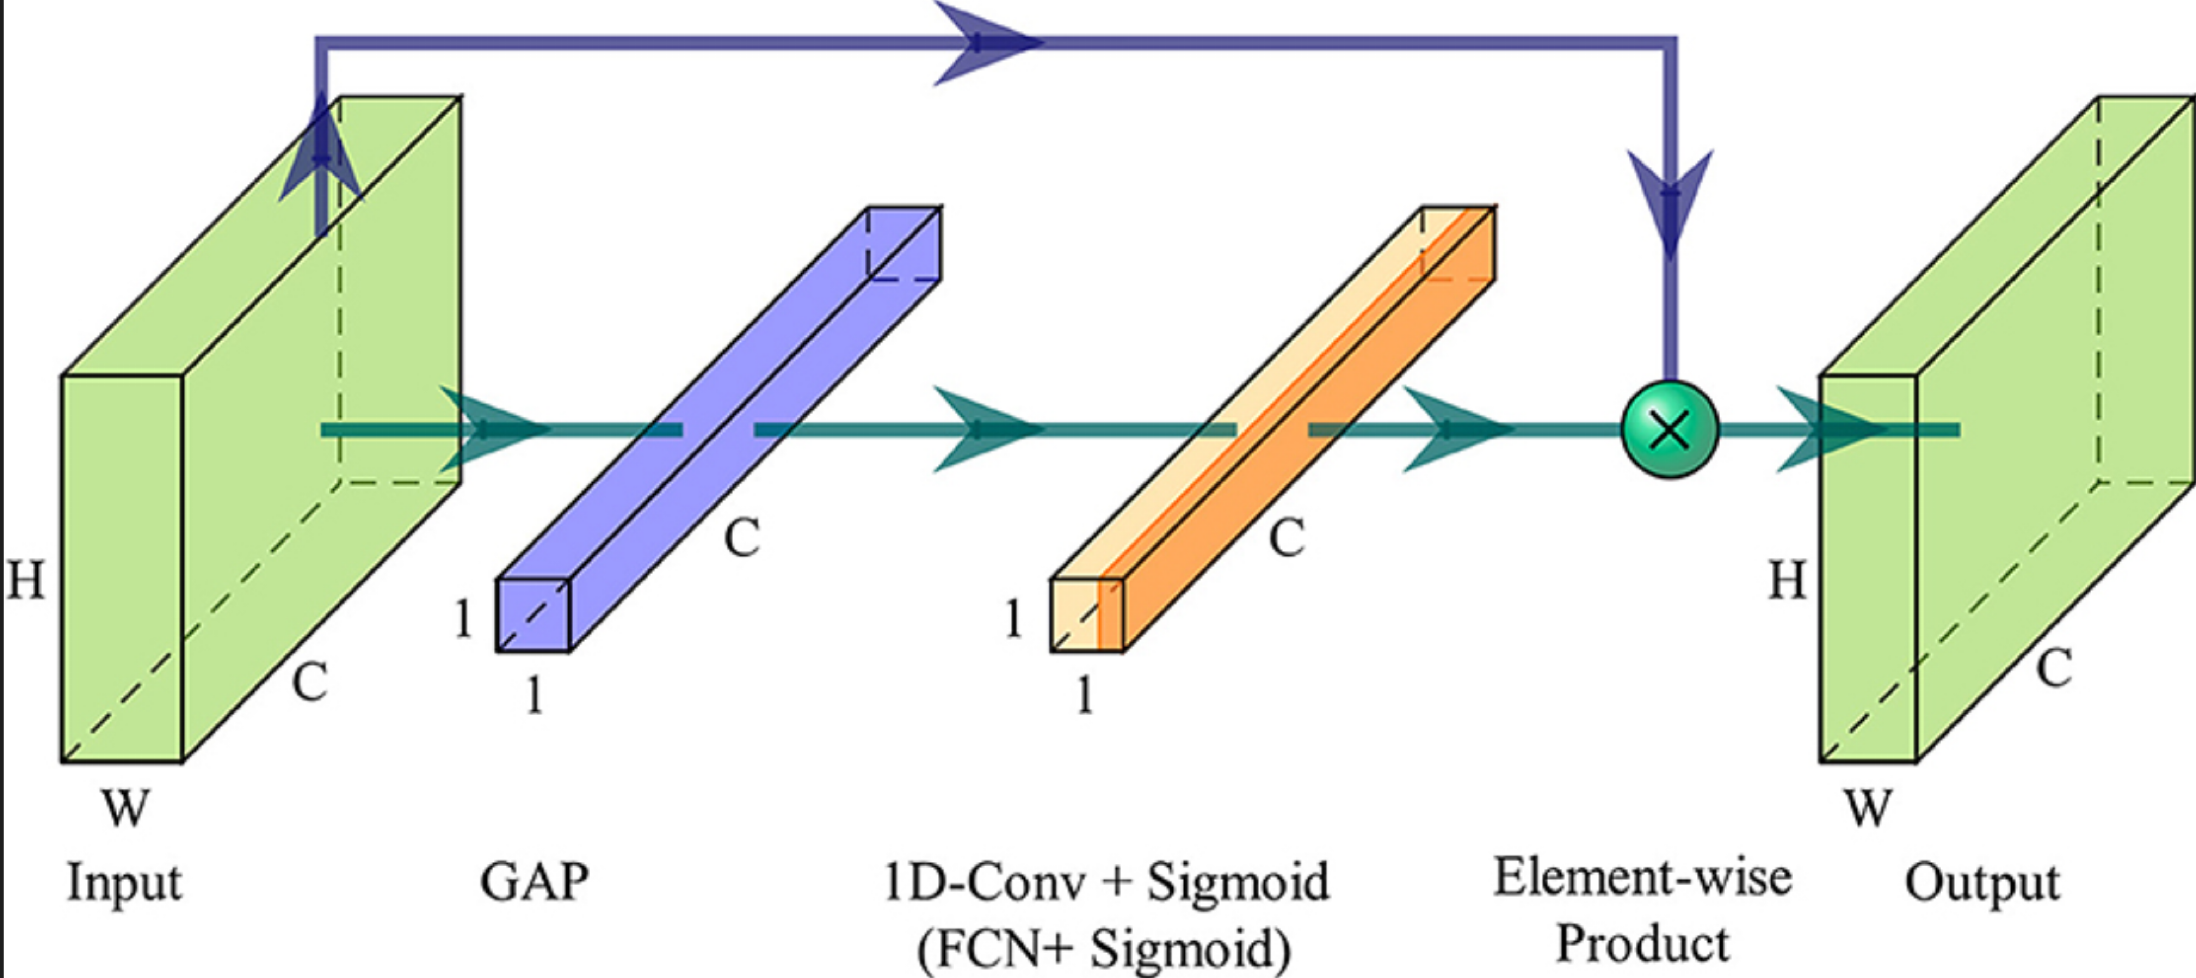 H
W
C
Input
1
1
C
GAP
1
1
C
1D-Conv + Sigmoid
(FCN+ Sigmoid)
Element-wise
Product
H
W
C
Output